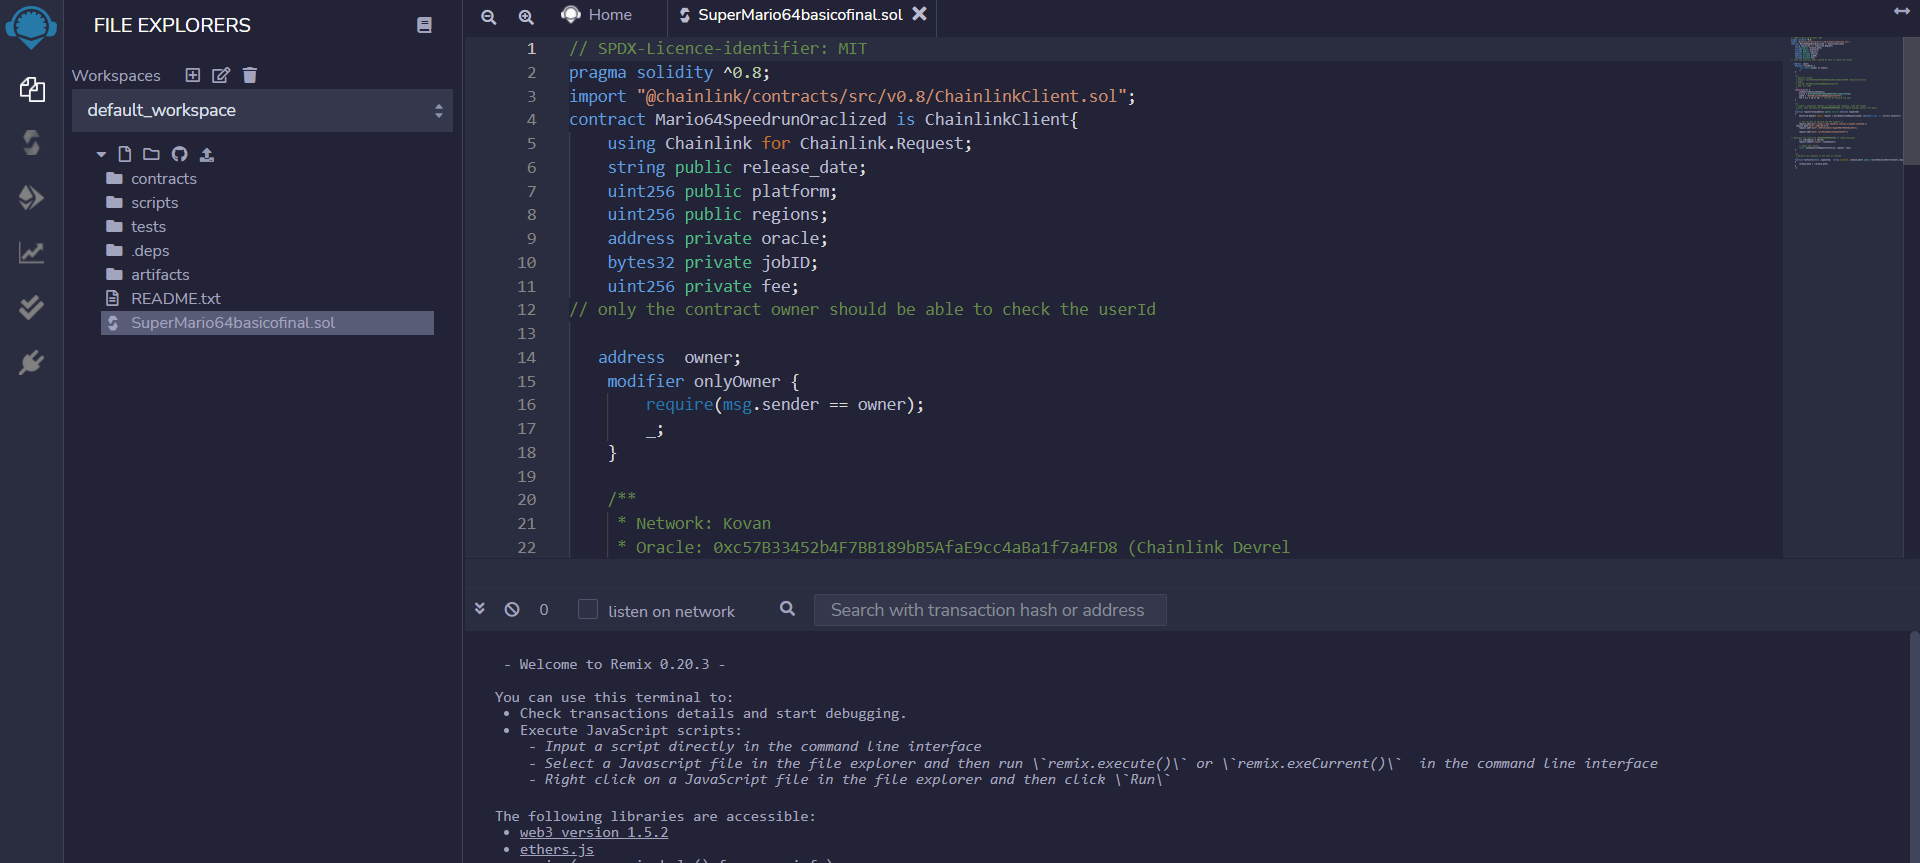 FILE EXPLORERS
Workspaces
default_workspace
contracts
scripts
tests
.deps
artifacts
README.txt
SuperMario64basicofinal.sol
Home
SuperMario64basicofinal.sol
1 // SPDX-Licence-identifier: MIT
2 pragma solidity ^0.8;
3 import "@chainlink/contracts/src/v0.8/ChainlinkClient.sol";
4 contract Mario64SpeedrunOraclized is ChainlinkClient{
5 using Chainlink for Chainlink.Request;
6 string public release_date;
7 uint256 public platform;
8 uint256 public regions;
9 address private oracle;
10 bytes32 private jobID;
11 uint256 private fee;
12 // only the contract owner should be able to check the userId
13
14 address  owner;
15 modifier onlyOwner {
16 require(msg.sender == owner);
17 _;
18 }
19
20 /**
21 * Network: Kovan
22 * Oracle: 0xc57B33452b4F7BB189bB5AfaE9cc4aBa1f7a4FD8 (Chainlink Devrel
0 listen on network Search with transaction hash or address
- Welcome to Remix 0.20.3 -
You can use this terminal to:
• Check transactions details and start debugging.
• Execute JavaScript scripts:
- Input a script directly in the command line interface
- Select a Javascript file in the file explorer and then run \`remix.execute()\` or \`remix.exeCurrent()\`  in the command line interface
- Right click on a JavaScript file in the file explorer and then click \`Run\`
The following libraries are accessible:
• web3 version 1.5.2
• ethers.js